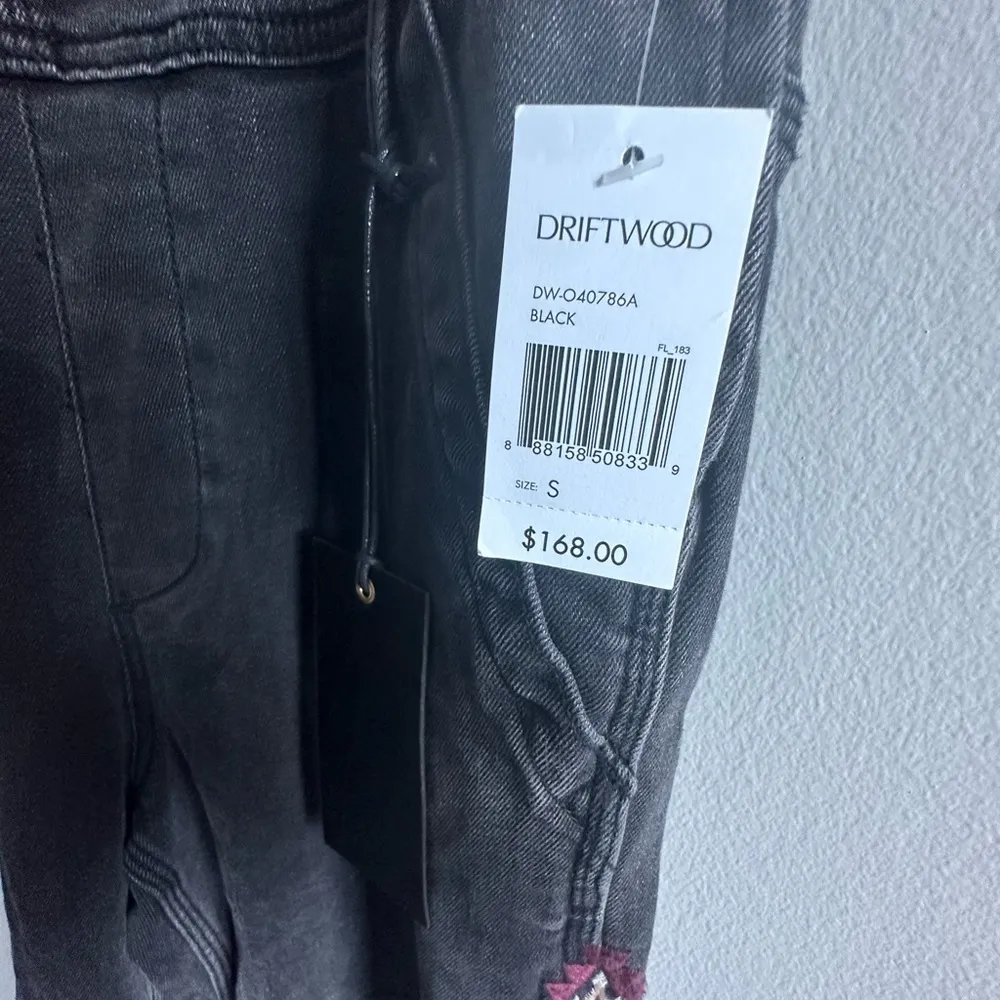 DRIFTWOOD
DW-O40786A
BLACK
FL_183
8 88158 50833 9
SIZE: S
$168.00